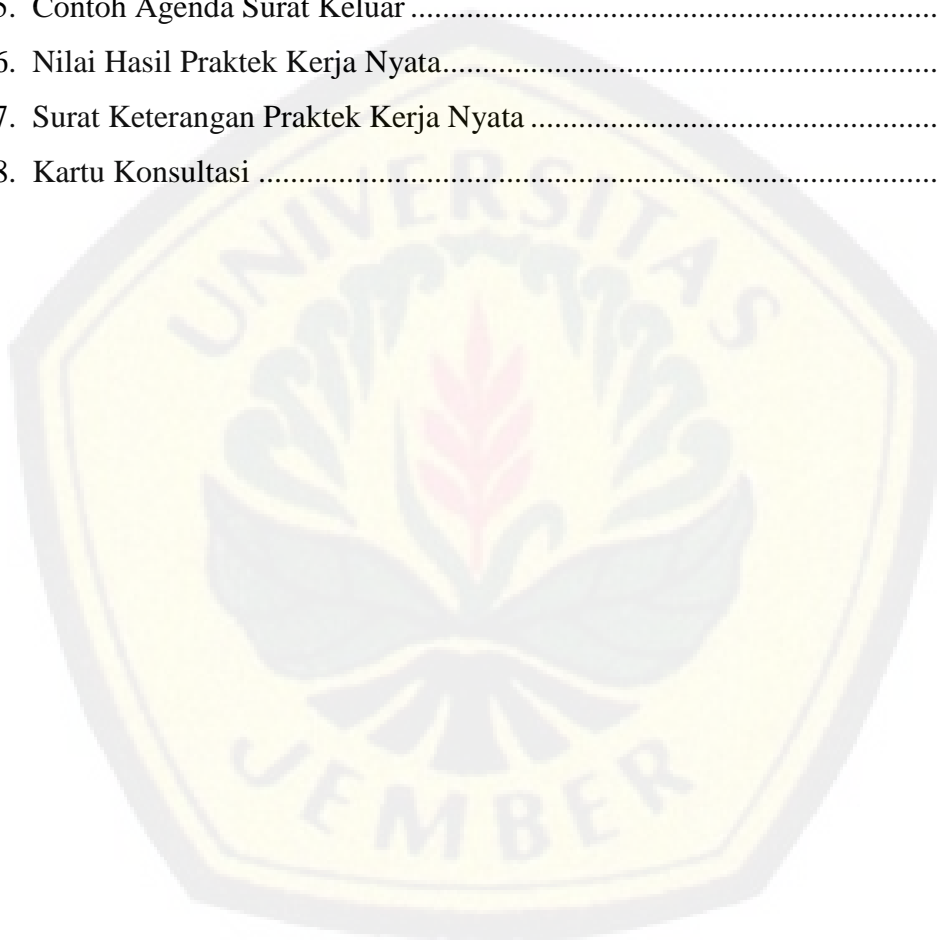 5. Contoh Agenda Surat Keluar ....................................................................
6. Nilai Hasil Praktek Kerja Nyata................................................................
7. Surat Keterangan Praktek Kerja Nyata .....................................................
8. Kartu Konsultasi .......................................................................................
UNIVERSITAS
JEMBER